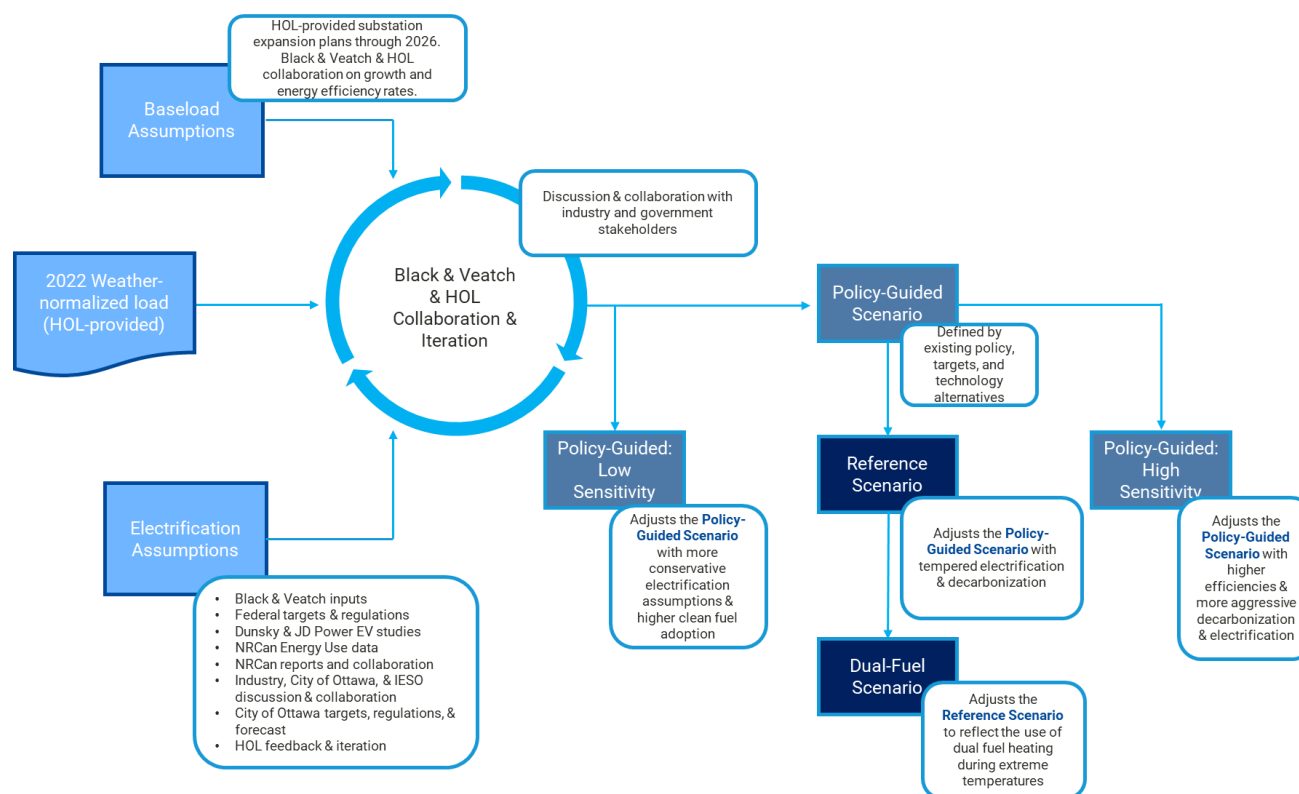 HOL-provided substation
expansion plans through 2026.
Black & Veatch & HOL
collaboration on growth and
energy efficiency rates.
Baseload
Assumptions
Discussion & collaboration with
industry and government
stakeholders
2022 Weather-
normalized load
(HOL-provided)
Black & Veatch
& HOL
Collaboration &
Iteration
Policy-Guided
Scenario
Defined by
existing policy,
targets, and
technology
alternatives
Policy-Guided:
Low
Sensitivity
Reference
Scenario
Policy-Guided:
High
Sensitivity
Electrification
Assumptions
Adjusts the Policy-
Guided Scenario
with more
conservative
electrification
assumptions &
higher clean fuel
adoption
Adjusts the Policy-
Guided Scenario with
tempered electrification
& decarbonization
Adjusts the
Policy-Guided
Scenario with
higher
efficiencies &
more aggressive
decarbonization
& electrification
• Black & Veatch inputs
• Federal targets & regulations
• Dunsky & JD Power EV studies
• NRCan Energy Use data
• NRCan reports and collaboration
• Industry, City of Ottawa, & IESO
discussion & collaboration
• City of Ottawa targets, regulations, &
forecast
• HOL feedback & iteration
Dual-Fuel
Scenario
Adjusts the
Reference Scenario
to reflect the use of
dual fuel heating
during extreme
temperatures